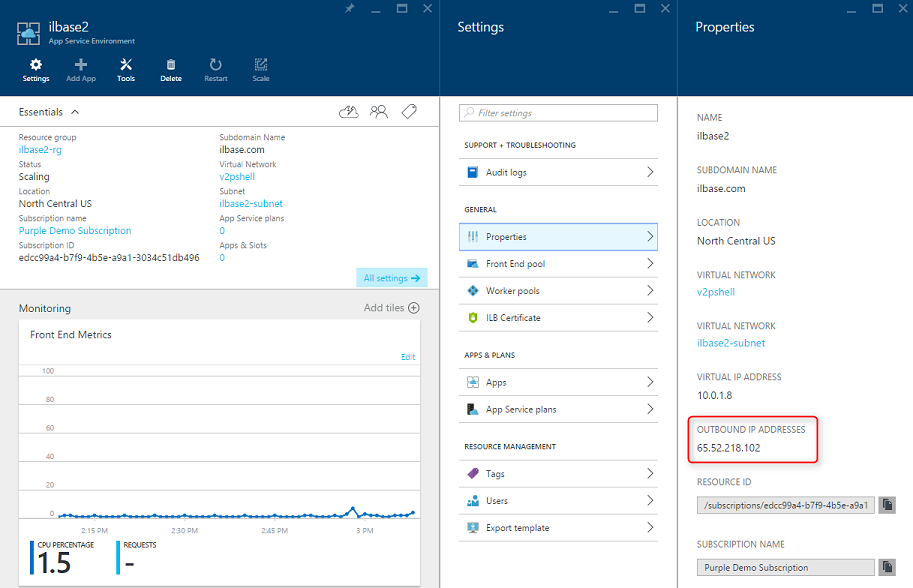 ilbase2
App Service Environment
Settings
Add App
Tools
Delete
Restart
Scale
Essentials
Resource group
ilbase2-rg
Status
Scaling
Location
North Central US
Subscription name
Purple Demo Subscription
Subscription ID
edcc99a4-b7f9-4b5e-a9a1-3034c51db496
Subdomain Name
ilbase.com
Virtual Network
v2pshell
Subnet
ilbase2-subnet
App Service plans
0
Apps & Slots
0
All settings
Monitoring
Add tiles
Front End Metrics
Edit
100
80
60
40
20
0
2:15 PM
2:30 PM
2:45 PM
3 PM
CPU PERCENTAGE
1.5
REQUESTS
-
Settings
Filter settings
SUPPORT + TROUBLESHOOTING
Audit logs
GENERAL
Properties
Front End pool
Worker pools
ILB Certificate
APPS & PLANS
Apps
App Service plans
RESOURCE MANAGEMENT
Tags
Users
Export template
Properties
NAME
ilbase2
SUBDOMAIN NAME
ilbase.com
LOCATION
North Central US
VIRTUAL NETWORK
v2pshell
VIRTUAL NETWORK
ilbase2-subnet
VIRTUAL IP ADDRESS
10.0.1.8
OUTBOUND IP ADDRESSES
65.52.218.102
RESOURCE ID
/subscriptions/edcc99a4-b7f9-4b5e-a9a1
SUBSCRIPTION NAME
Purple Demo Subscription